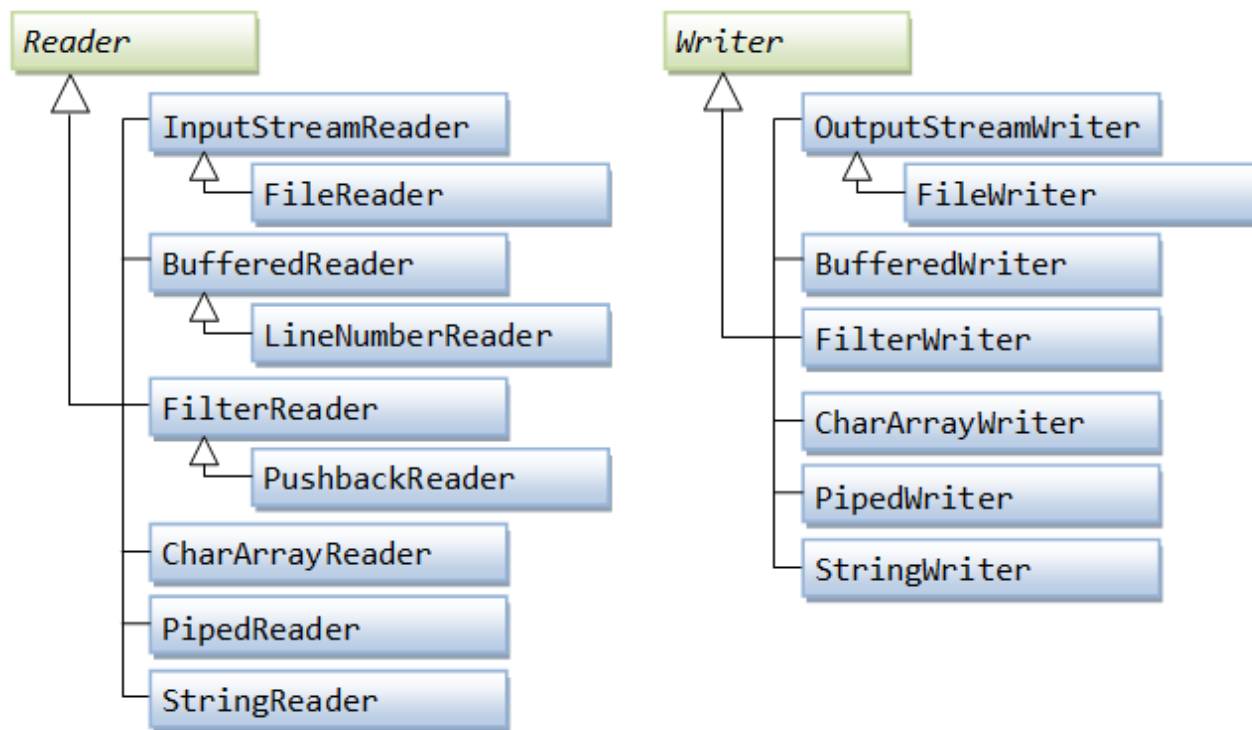 Reader
InputStreamReader
FileReader
BufferedReader
LineNumberReader
FilterReader
PushbackReader
CharArrayReader
PipedReader
StringReader
Writer
OutputStreamWriter
FileWriter
BufferedWriter
FilterWriter
CharArrayWriter
PipedWriter
StringWriter